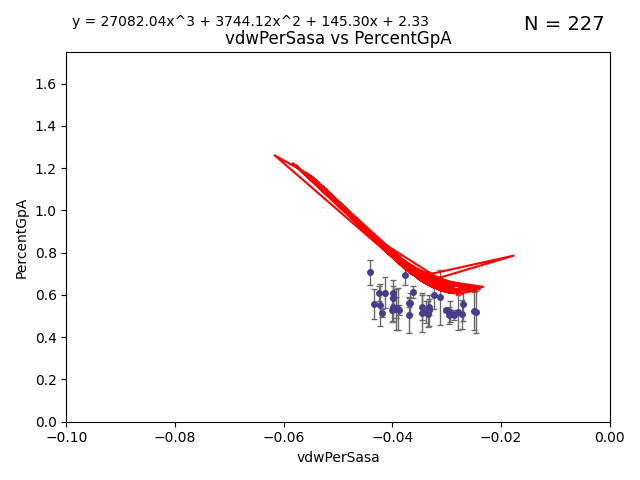 y = 27082.04x^3 + 3744.12x^2 + 145.30x + 2.33
N = 227
vdwPerSasa vs PercentGpA
1.6
1.4
1.2
1.0
0.8
0.6
0.4
0.2
0.0
PercentGpA
−0.10 −0.08 −0.06 −0.04 −0.02 0.00
vdwPerSasa